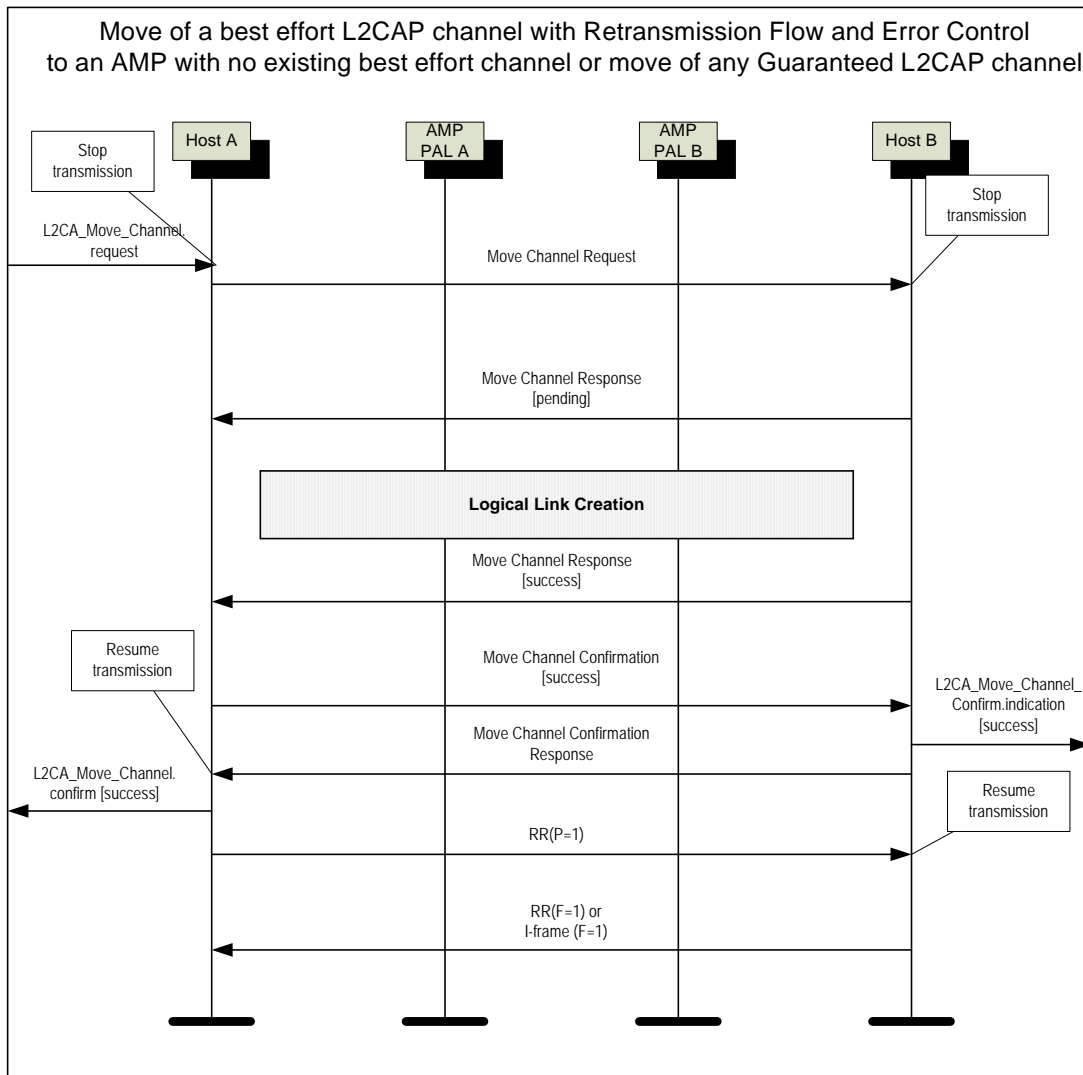 Move of a best effort L2CAP channel with Retransmission Flow and Error Control
to an AMP with no existing best effort channel or move of any Guaranteed L2CAP channel
Host A
AMP
PAL A
AMP
PAL B
Host B
Stop
transmission
Stop
transmission
L2CA_Move_Channel.
request
Move Channel Request
Move Channel Response
[pending]
Logical Link Creation
Move Channel Response
[success]
Resume
transmission
Move Channel Confirmation
[success]
L2CA_Move_Channel_
Confirm.indication
[success]
Move Channel Confirmation
Response
L2CA_Move_Channel.
confirm [success]
Resume
transmission
RR(P=1)
RR(F=1) or
I-frame (F=1)